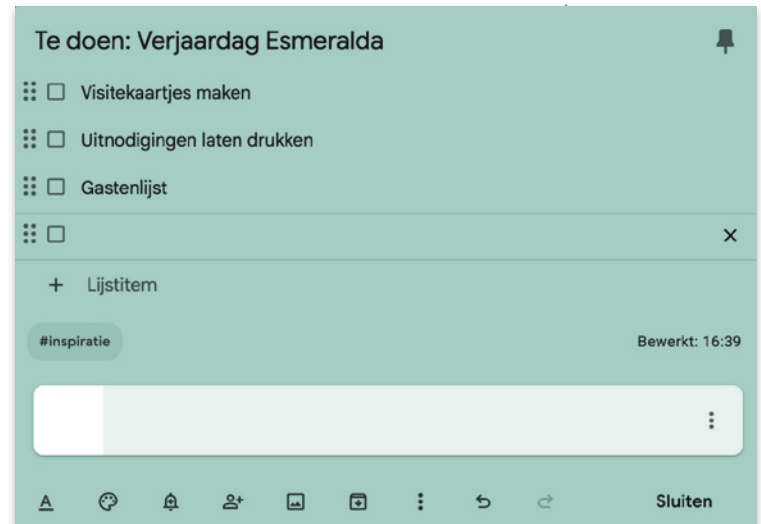 Te doen: Verjaardag Esmeralda
Visitekaartjes maken
Uitnodigingen laten drukken
Gastenlijst
+ Lijstitem
#inspiratie
Bewerkt: 16:39
Sluiten